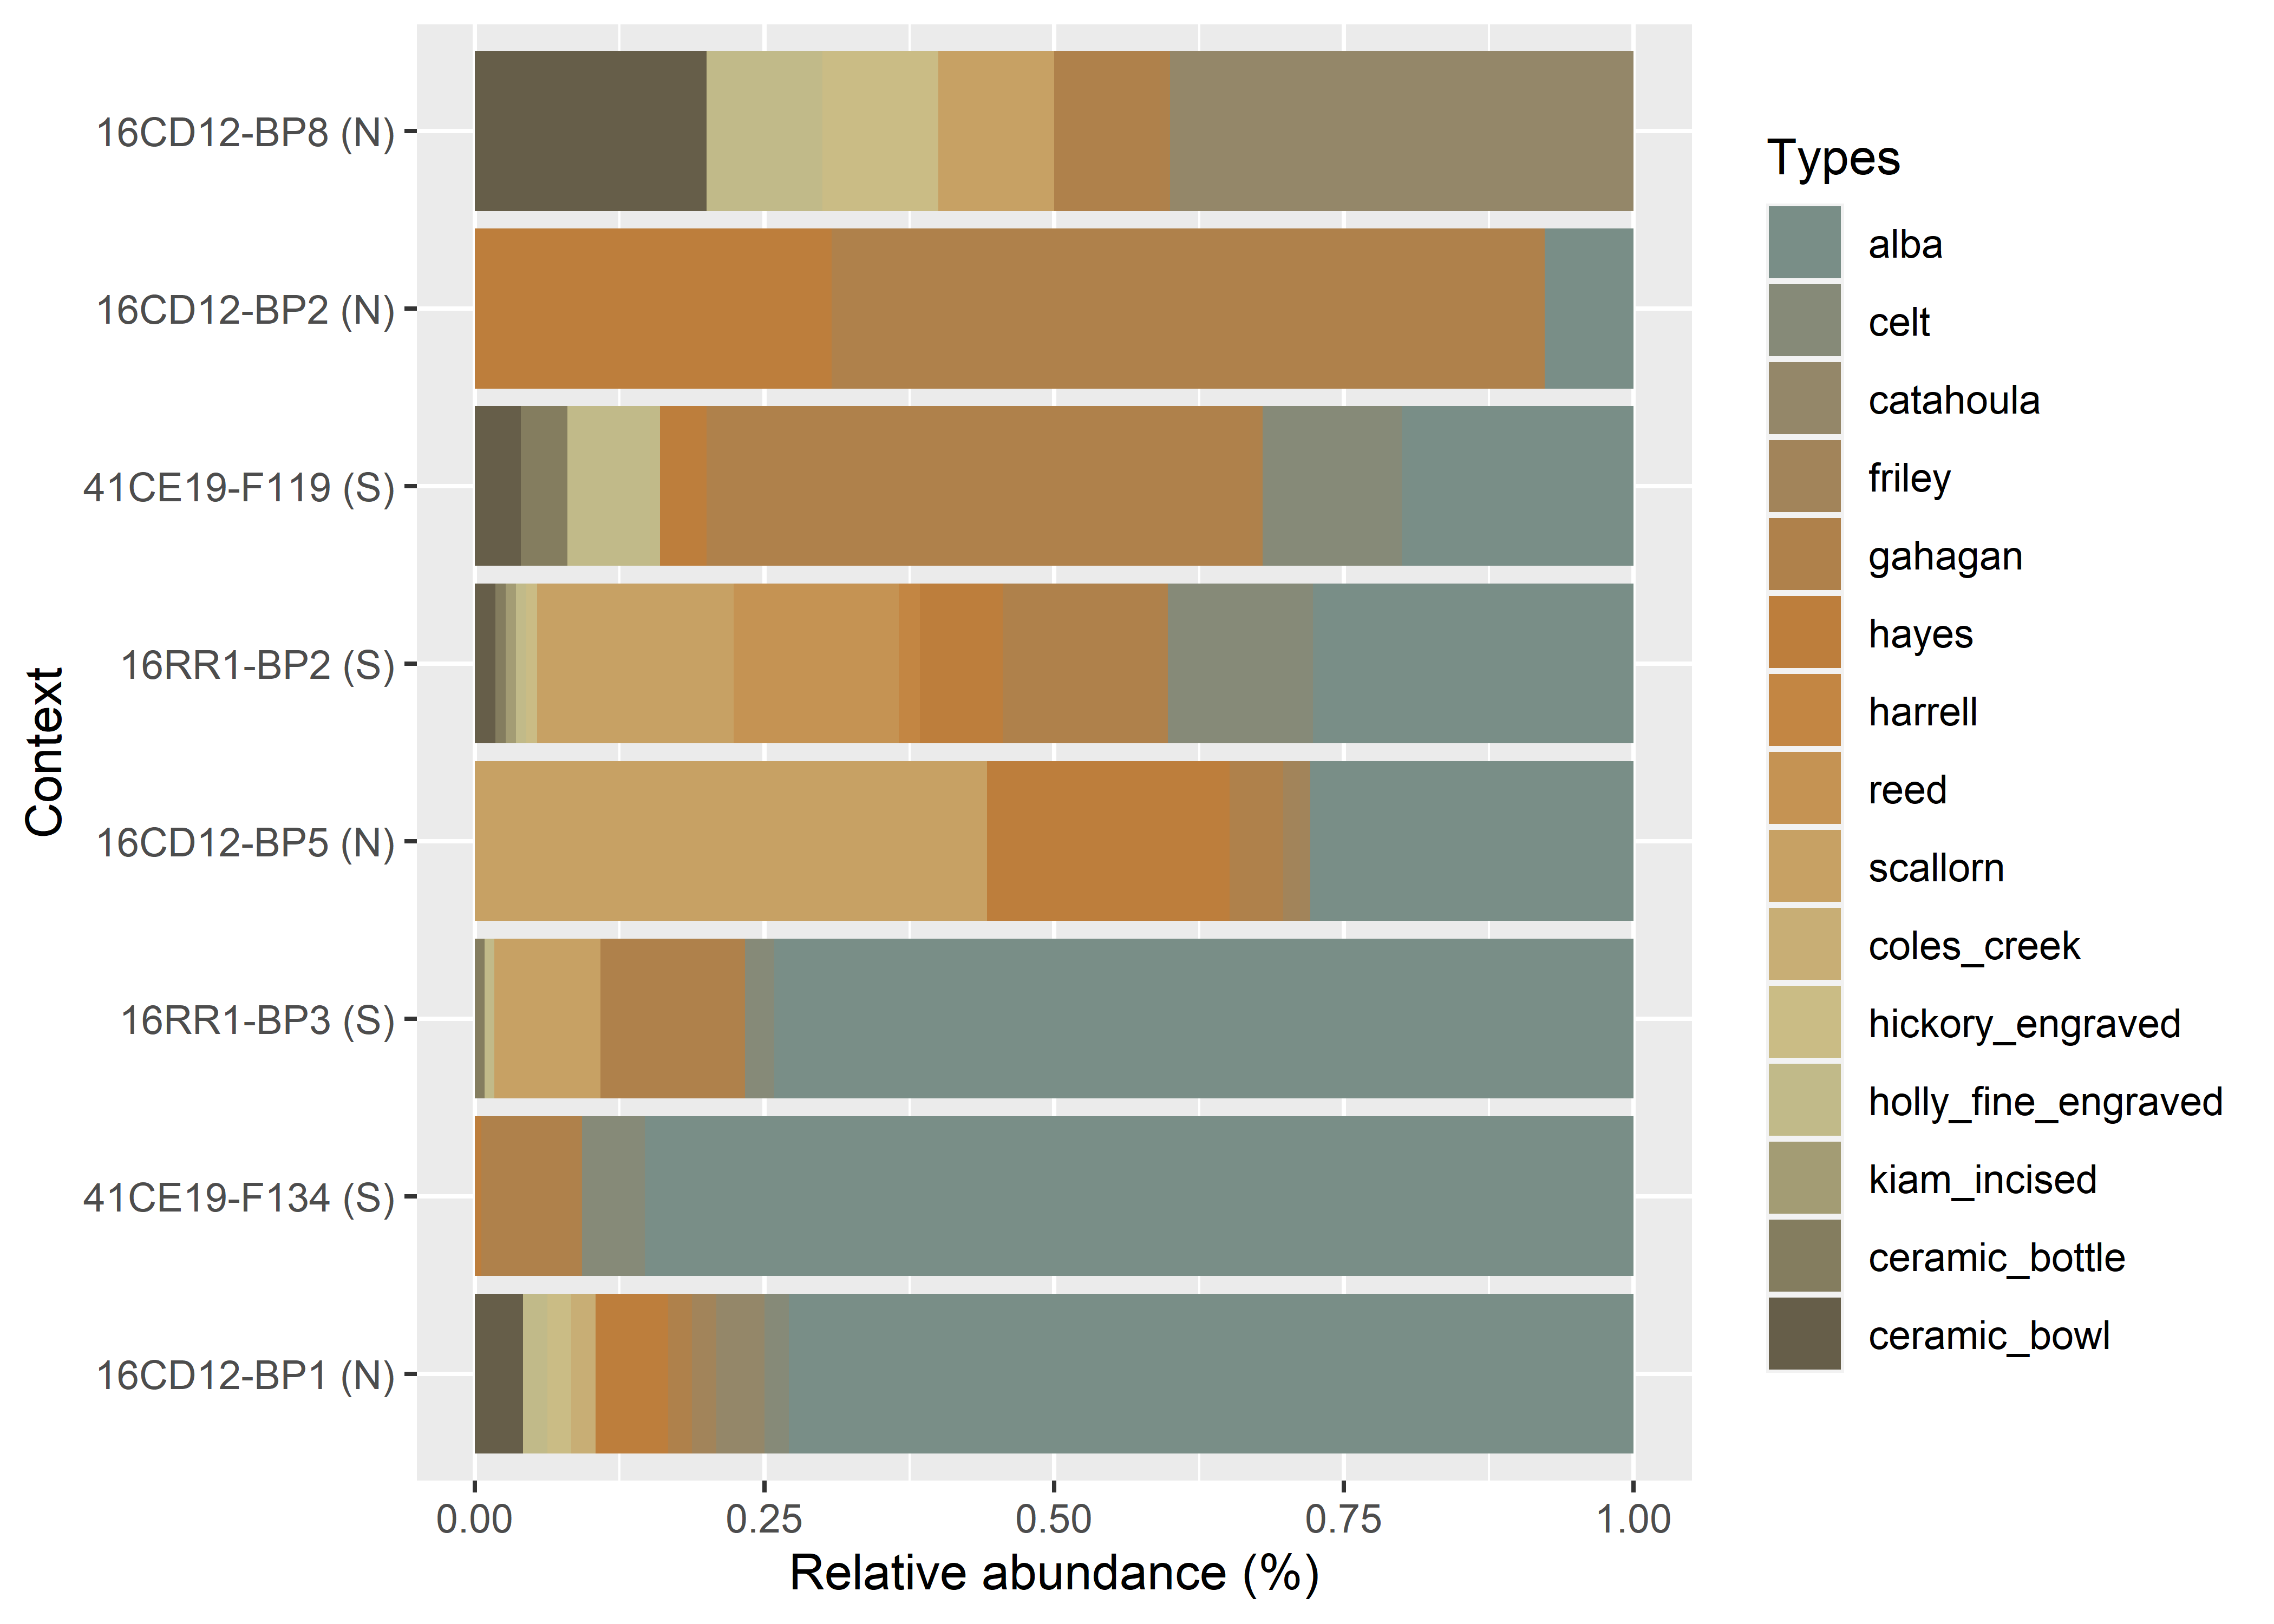 Context
16CD12-BP8 (N)
16CD12-BP2 (N)
41CE19-F119 (S)
16RR1-BP2 (S)
16CD12-BP5 (N)
16RR1-BP3 (S)
41CE19-F134 (S)
16CD12-BP1 (N)
0.00 0.25 0.50 0.75 1.00
Relative abundance (%)
Types
alba
celt
catahoula
friley
gahagan
hayes
harrell
reed
scallorn
coles_creek
hickory_engraved
holly_fine_engraved
kiam_incised
ceramic_bottle
ceramic_bowl